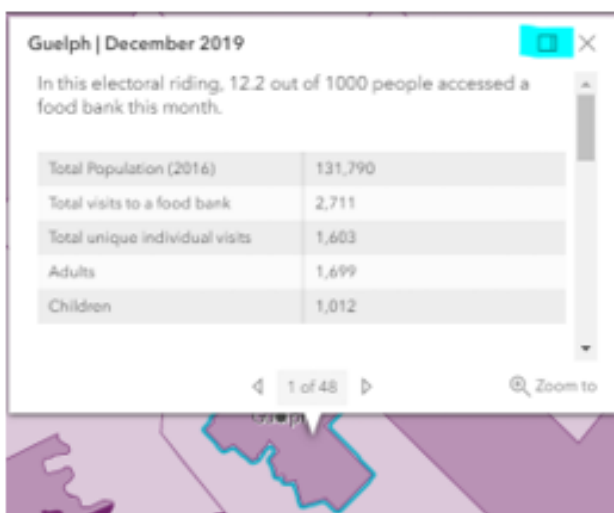 Guelph | December 2019
In this electoral riding, 12.2 out of 1000 people accessed a
food bank this month.
Total Population (2016) 131,790
Total visits to a food bank 2,711
Total unique individual visits 1,603
Adults 1,699
Children 1,012
1 of 48
Zoom to
Guelph